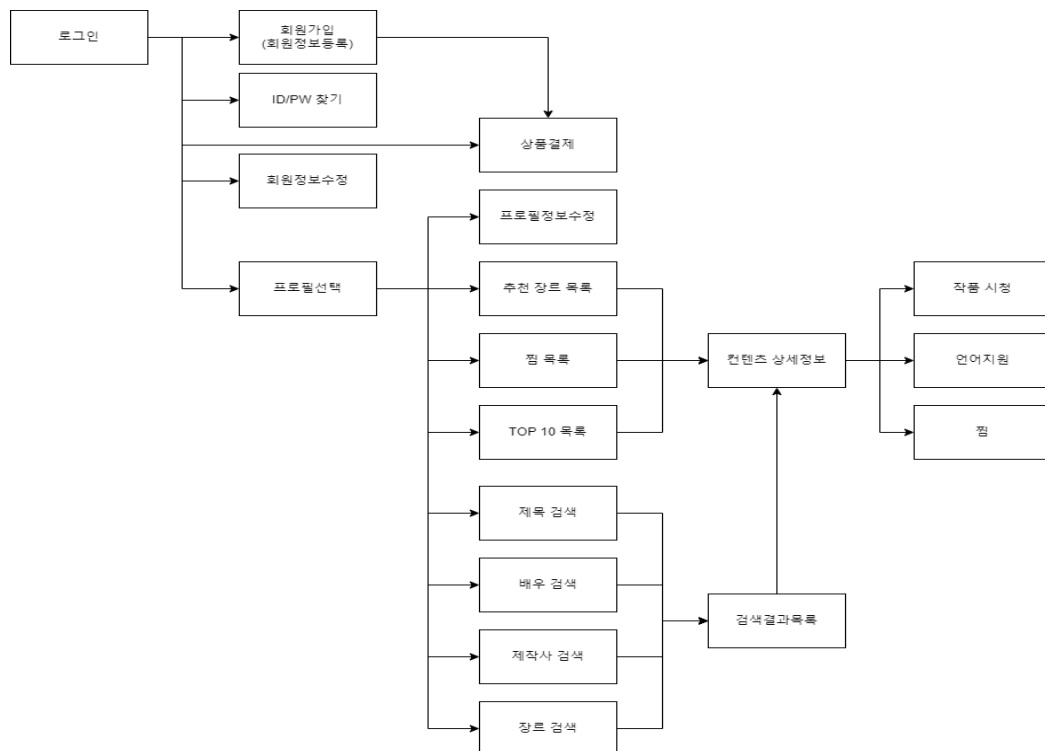 로그인
회원가입
(회원정보등록)
ID/PW 찾기
상품결제
회원정보수정
프로필정보수정
프로필선택
추천 장르 목록
작품 시청
찜 목록
컨텐츠 상세정보
언어지원
TOP 10 목록
찜
제목 검색
배우 검색
검색결과목록
제작사 검색
장르 검색